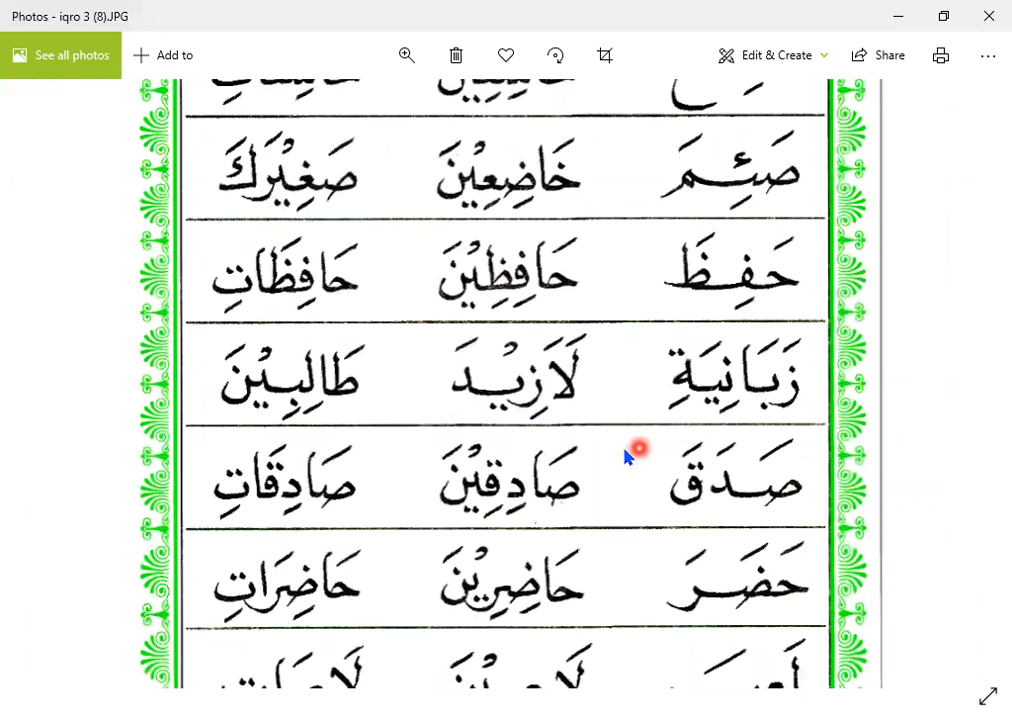 Photos - iqro 3 (8).JPG
See all photos Add to Edit & Create Share
صَئِمَ خَاضِعِيْنَ صَغِيْرَكَ
حَفِظَ حَافِظِيْنَ حَافِظَاتِ
زَبَانِيَةِ لَازِيْدَ طَالِبِيْنَ
صَدَقَ صَادِقِيْنَ صَادِقَاتِ
حَضَرَ حَاضِرِيْنَ حَاضِرَاتِ